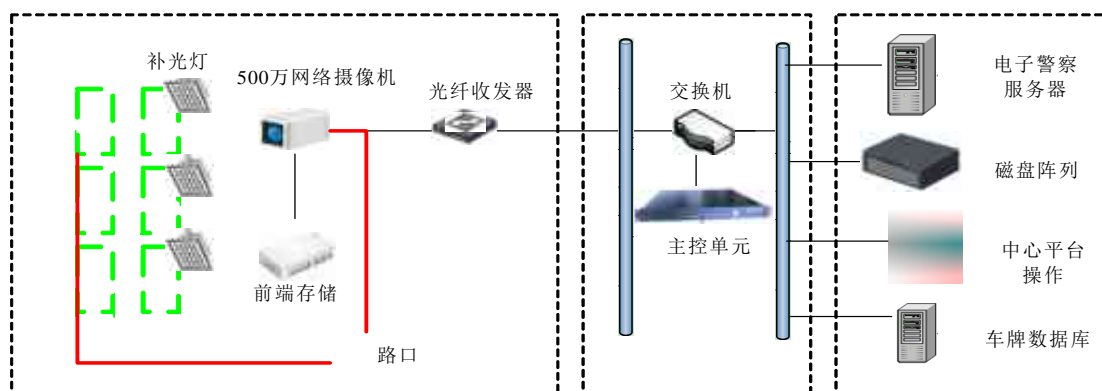 补光灯
500万网络摄像机
光纤收发器
前端存储
路口
交换机
主控单元
电子警察
服务器
磁盘阵列
中心平台
操作
车牌数据库